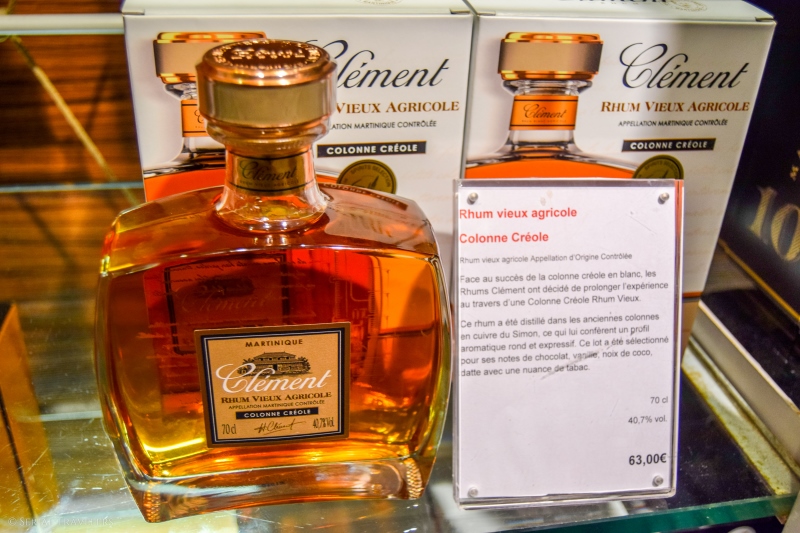 Clément
RHUM VIEUX AGRICOLE
APPELLATION MARTINIQUE CONTRÔLÉE
COLONNE CRÉOLE
Clément
Clément
RHUM VIEUX AGRICOLE
APPELLATION MARTINIQUE CONTRÔLÉE
COLONNE CRÉOLE
Clément
MARTINIQUE
Clément
RHUM VIEUX AGRICOLE
APPELLATION MARTINIQUE CONTRÔLÉE
COLONNE CRÉOLE
70 cl
H. Clément
40,7% Vol.
Rhum vieux agricole
Colonne Créole
Rhum vieux agricole Appellation d'Origine Contrôlée
Face au succès de la colonne créole en blanc, les
Rhums Clément ont décidé de prolonger l'expérience
au travers d'une Colonne Créole Rhum Vieux.
Ce rhum a été distillé dans les anciennes colonnes
en cuivre du Simon, ce qui lui confèrent un profil
aromatique rond et expressif. Ce lot a été sélectionné
pour ses notes de chocolat, vanille, noix de coco,
datte avec une nuance de tabac.
70 cl
40,7% vol.
63,00€
10